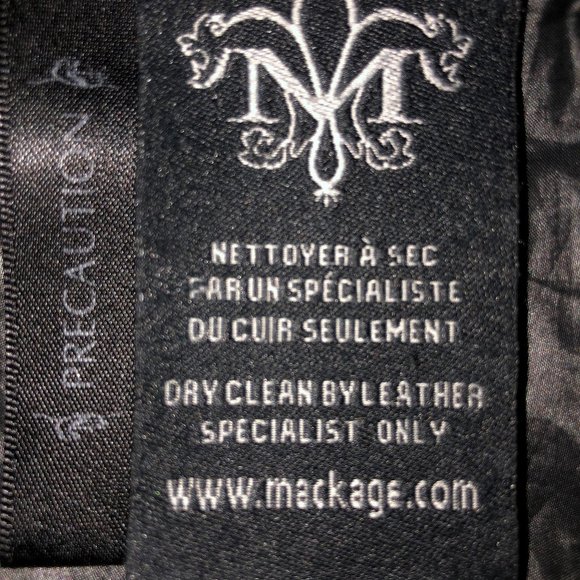 PRECAUTION
M
NETTOYER À SEC
PAR UN SPÉCIALISTE
DU CUIR SEULEMENT
DRY CLEAN BY LEATHER
SPECIALIST ONLY
www.mackage.com